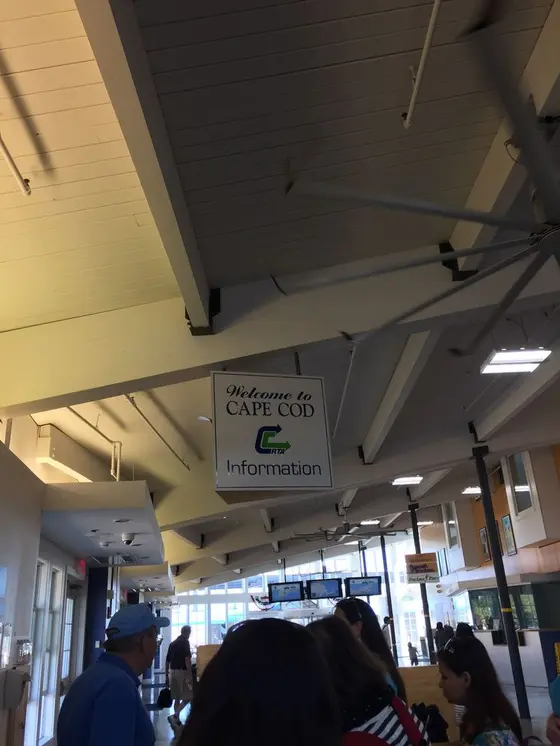 Welcome to
CAPE COD
RTA
Information